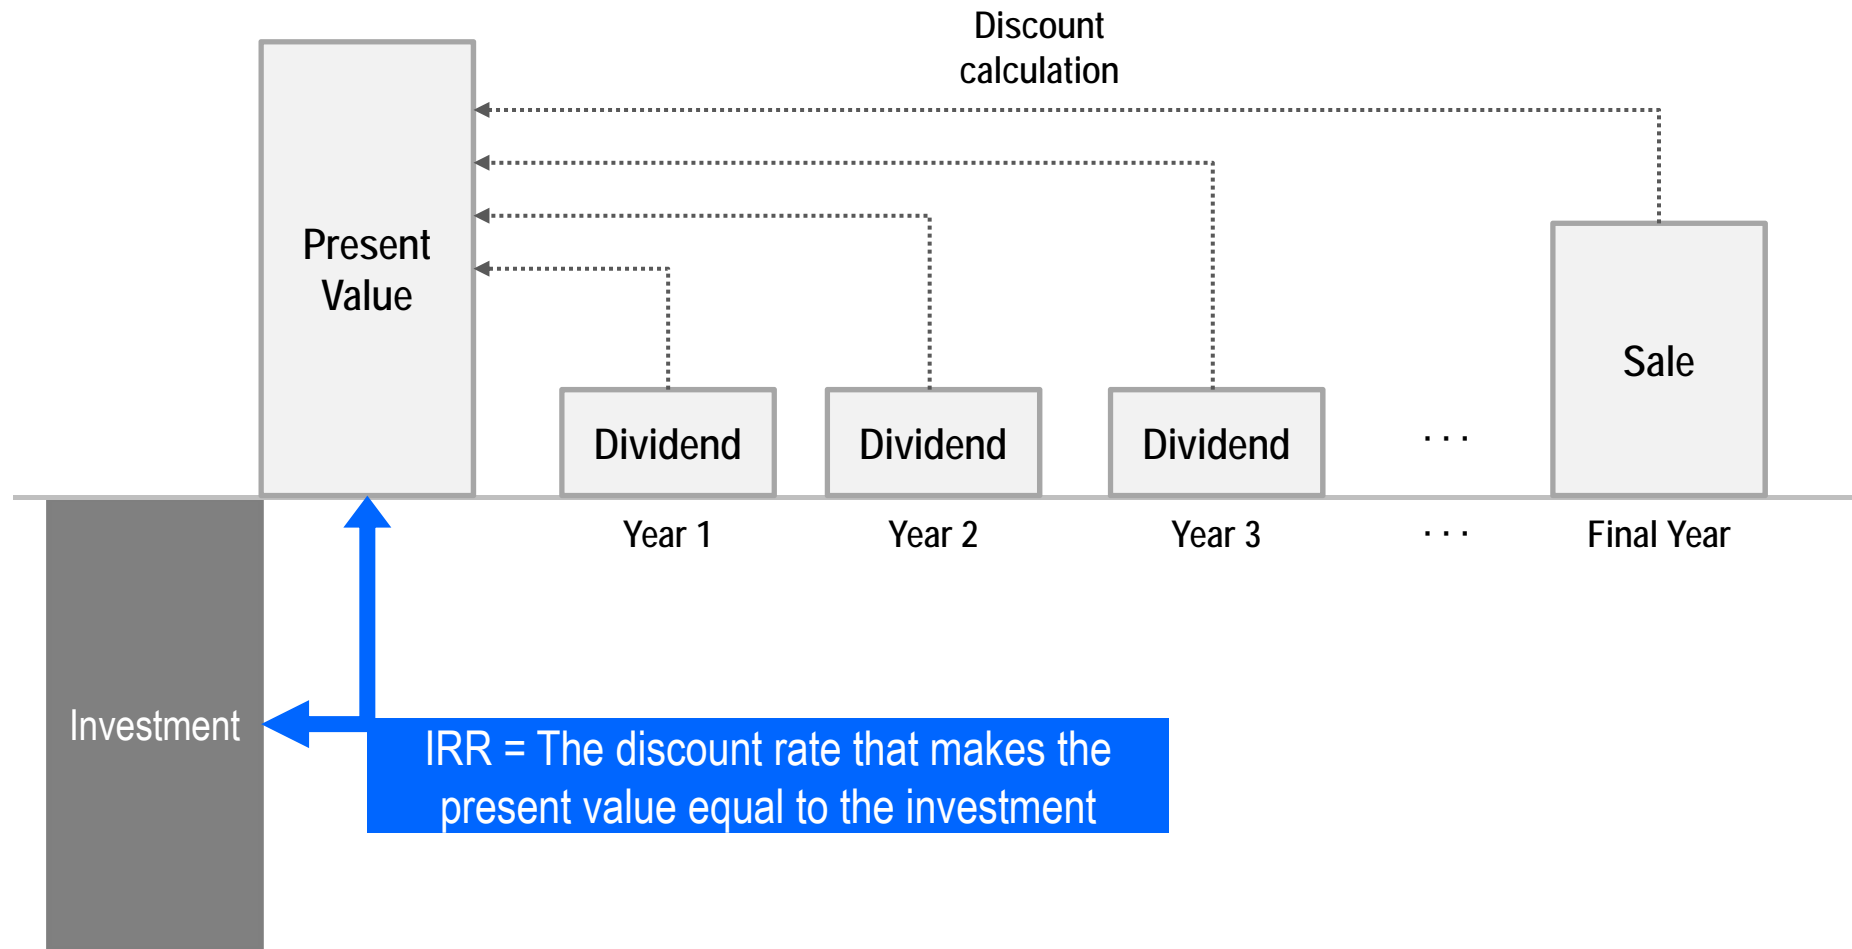 Discount
calculation
Present
Value
Sale
Dividend
Dividend
Dividend
. . .
Year 1
Year 2
Year 3
. . .
Final Year
Investment
IRR = The discount rate that makes the
present value equal to the investment